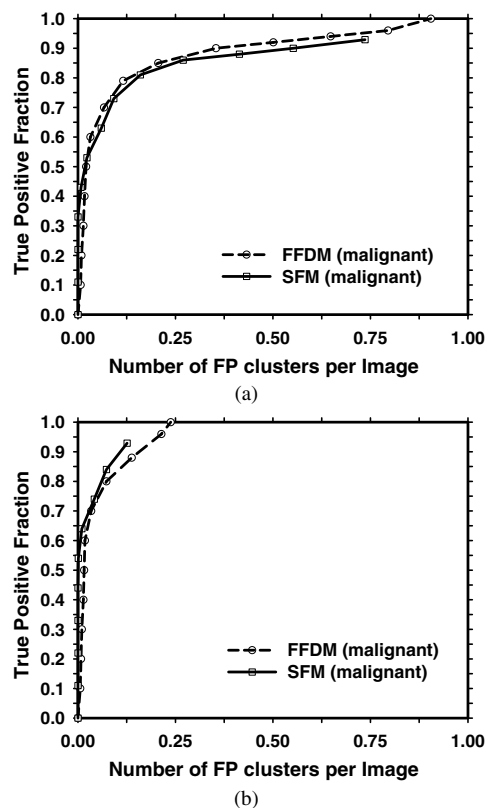 1.0
0.9
0.8
0.7
0.6
0.5
0.4
0.3
0.2
0.1
0.0
True Positive Fraction
FFDM (malignant)
SFM (malignant)
0.00 0.25 0.50 0.75 1.00
Number of FP clusters per Image
(a)
1.0
0.9
0.8
0.7
0.6
0.5
0.4
0.3
0.2
0.1
0.0
True Positive Fraction
FFDM (malignant)
SFM (malignant)
0.00 0.25 0.50 0.75 1.00
Number of FP clusters per Image
(b)